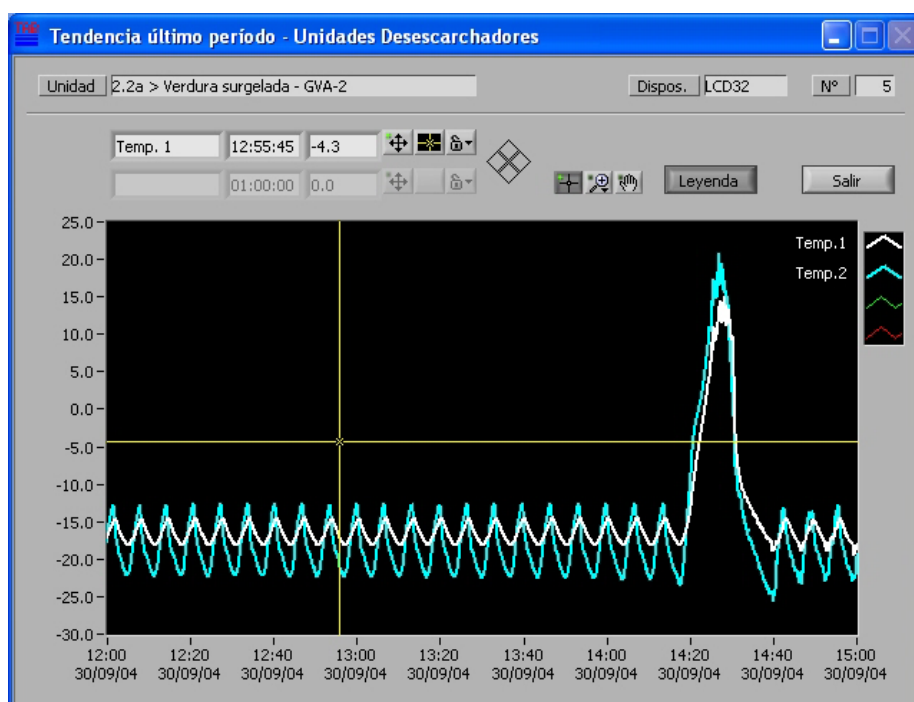 TAB
Tendencia último período - Unidades Desescarchadores
Unidad 2.2a > Verdura surgelada - GVA-2 Dispos. LCD32 Nº 5
Temp. 1 12:55:45 -4.3
01:00:00 0.0
Leyenda Salir
25.0
20.0
15.0
10.0
5.0
0.0
-5.0
-10.0
-15.0
-20.0
-25.0
-30.0
Temp.1
Temp.2
12:00 12:20 12:40 13:00 13:20 13:40 14:00 14:20 14:40 15:00
30/09/04 30/09/04 30/09/04 30/09/04 30/09/04 30/09/04 30/09/04 30/09/04 30/09/04 30/09/04